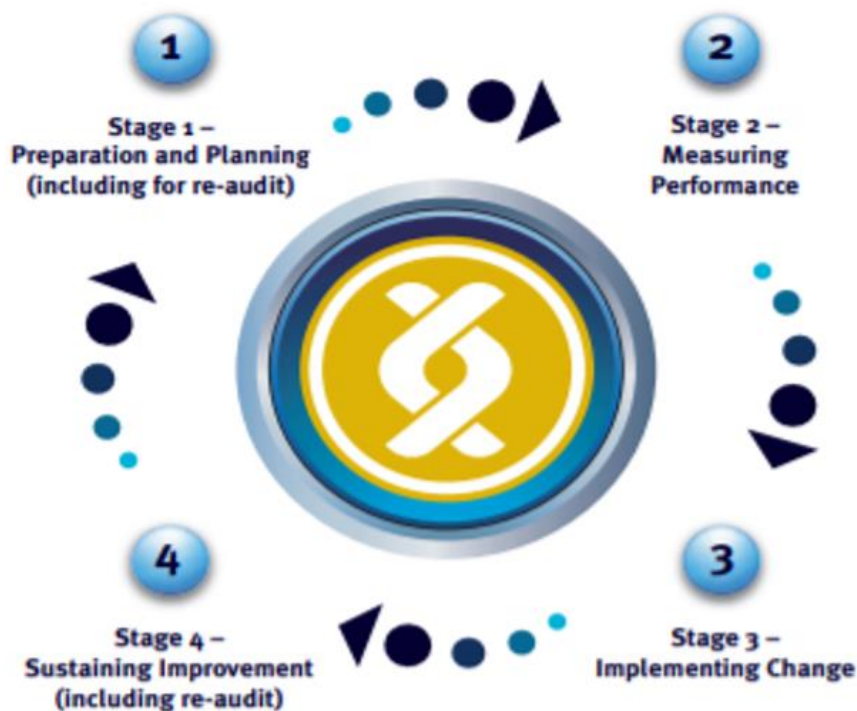 1
Stage 1 –
Preparation and Planning
(including for re-audit)
2
Stage 2 –
Measuring
Performance
3
Stage 3 –
Implementing Change
4
Stage 4 –
Sustaining Improvement
(including re-audit)